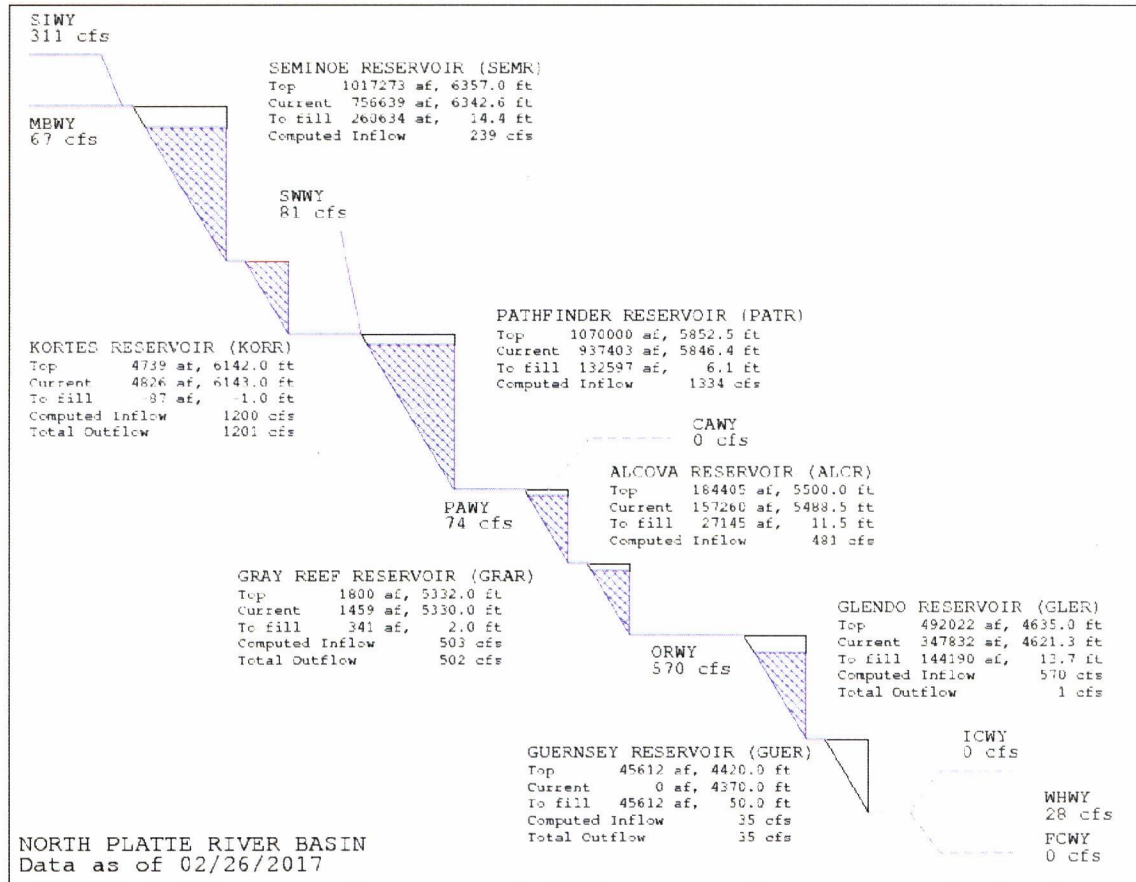 SIWY
311 cfs
SEMINOE RESERVOIR (SEMR)
Top 1017273 af, 6357.0 ft
Current 756639 af, 6342.6 ft
To fill 260634 af, 14.4 ft
Computed Inflow 239 cfs
MBWY
67 cfs
SWWY
81 cfs
PATHFINDER RESERVOIR (PATR)
Top 1070000 af, 5852.5 ft
Current 937403 af, 5846.4 ft
To fill 132597 af, 6.1 ft
Computed Inflow 1334 cfs
KORTES RESERVOIR (KORR)
Top 4739 af, 6142.0 ft
Current 4826 af, 6143.0 ft
To fill -87 af, -1.0 ft
Computed Inflow 1200 cfs
Total Outflow 1201 cfs
CAWY
0 cfs
ALCOVA RESERVOIR (ALCR)
Top 184405 af, 5500.0 ft
Current 157260 af, 5488.5 ft
To fill 27145 af, 11.5 ft
Computed Inflow 481 cfs
PAWY
74 cfs
GRAY REEF RESERVOIR (GRAR)
Top 1800 af, 5332.0 ft
Current 1459 af, 5330.0 ft
To fill 341 af, 2.0 ft
Computed Inflow 503 cfs
Total Outflow 502 cfs
GLENDO RESERVOIR (GLER)
Top 492022 af, 4635.0 ft
Current 347832 af, 4621.3 ft
To fill 144190 af, 13.7 ft
Computed Inflow 570 cfs
Total Outflow 1 cfs
ORWY
570 cfs
GUERNSEY RESERVOIR (GUER)
Top 45612 af, 4420.0 ft
Current 0 af, 4370.0 ft
To fill 45612 af, 50.0 ft
Computed Inflow 35 cfs
Total Outflow 35 cfs
ICWY
0 cfs
WHWY
28 cfs
FCWY
0 cfs
NORTH PLATTE RIVER BASIN
Data as of 02/26/2017